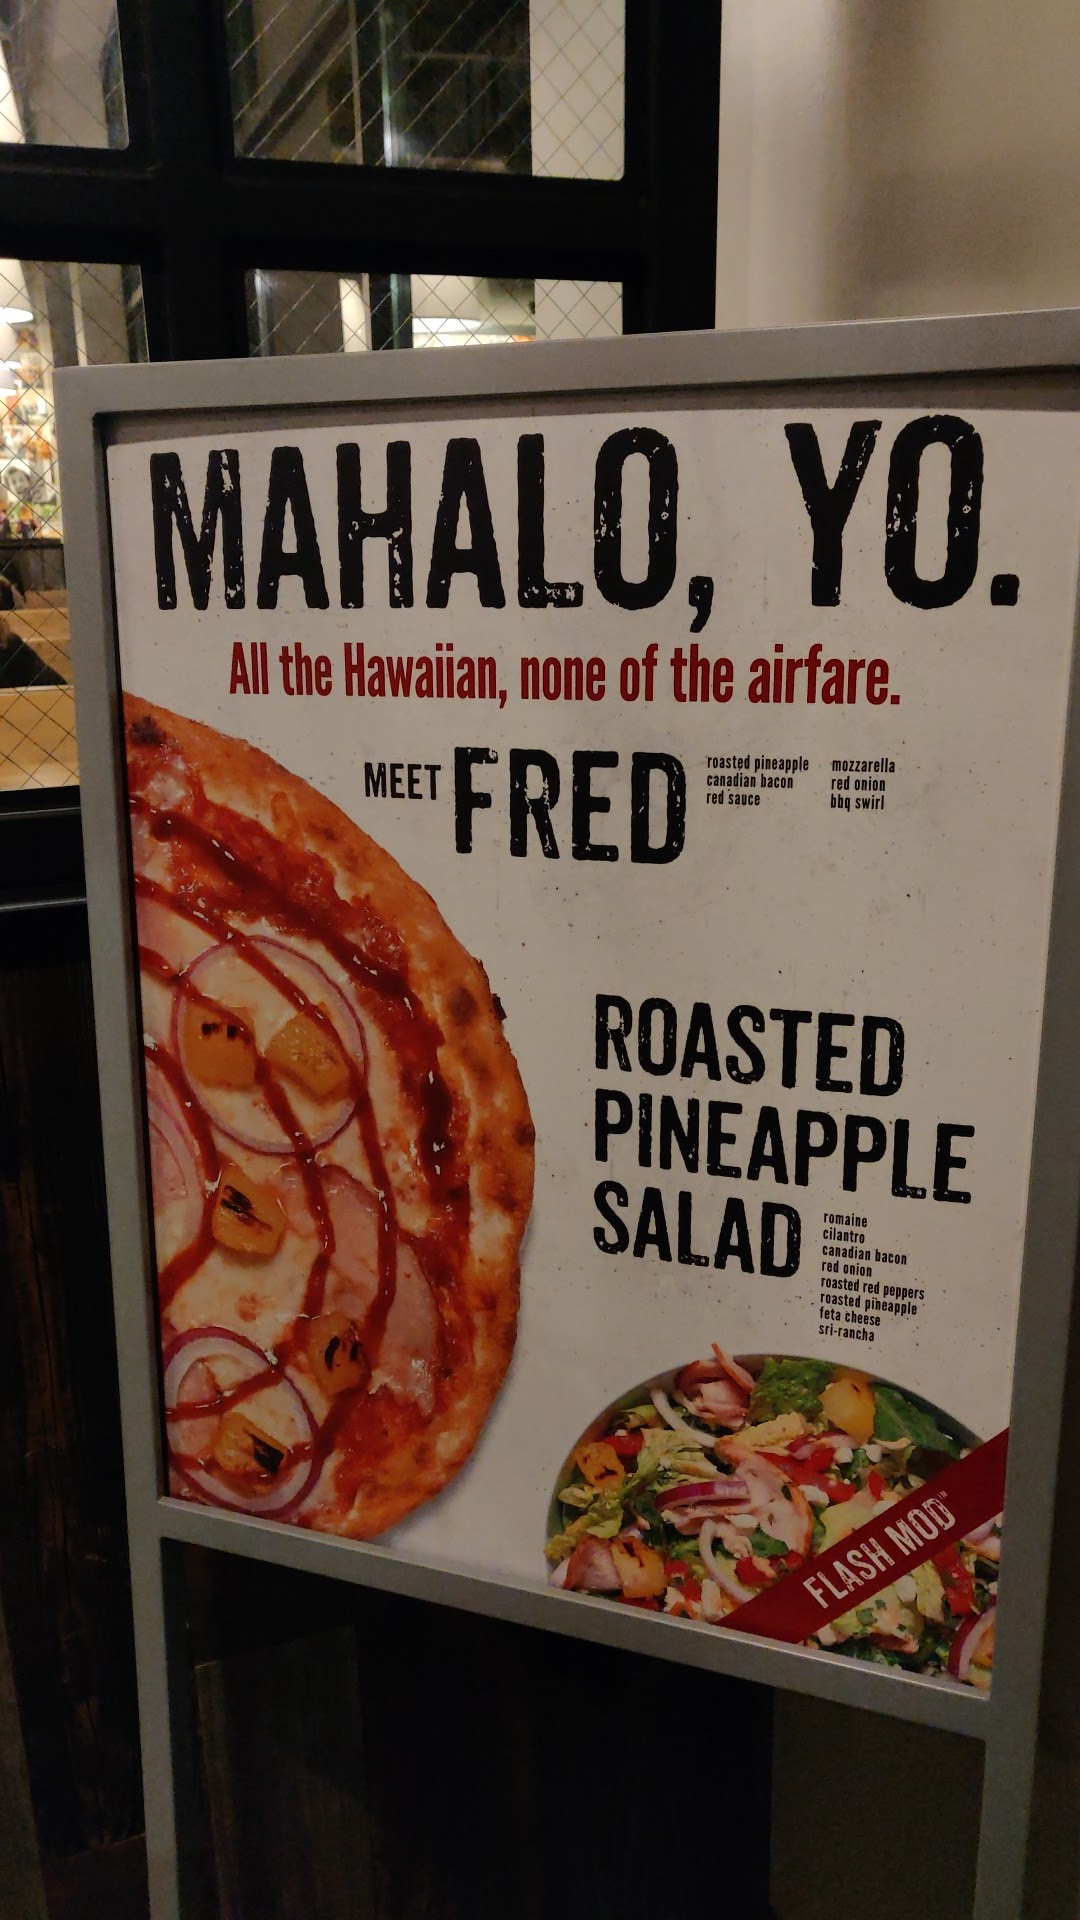 MAHALO, YO.
All the Hawaiian, none of the airfare.
MEET FRED
roasted pineapple
canadian bacon
red sauce
mozzarella
red onion
bbq swirl
ROASTED
PINEAPPLE
SALAD
romaine
cilantro
canadian bacon
red onion
roasted red peppers
roasted pineapple
feta cheese
sri-rancha
FLASH MOD™